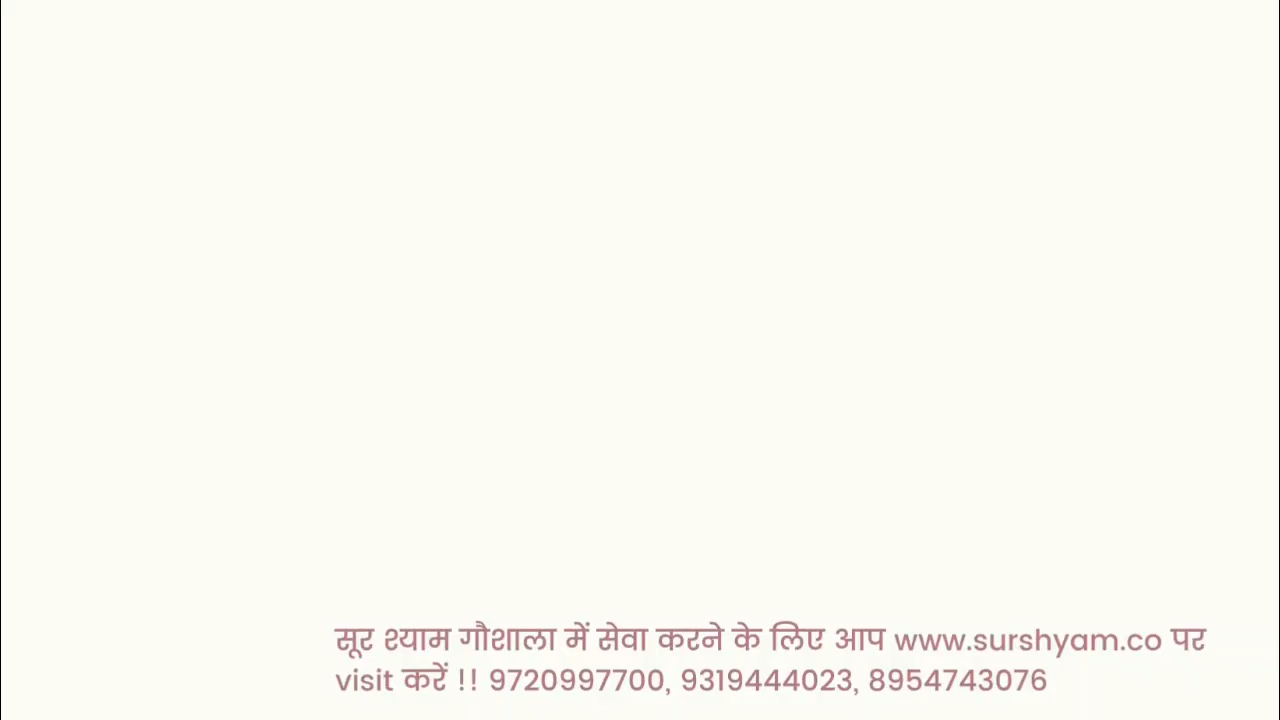 सूर श्याम गौशाला में सेवा करने के लिए आप www.surshyam.co पर
visit करें !! 9720997700, 9319444023, 8954743076